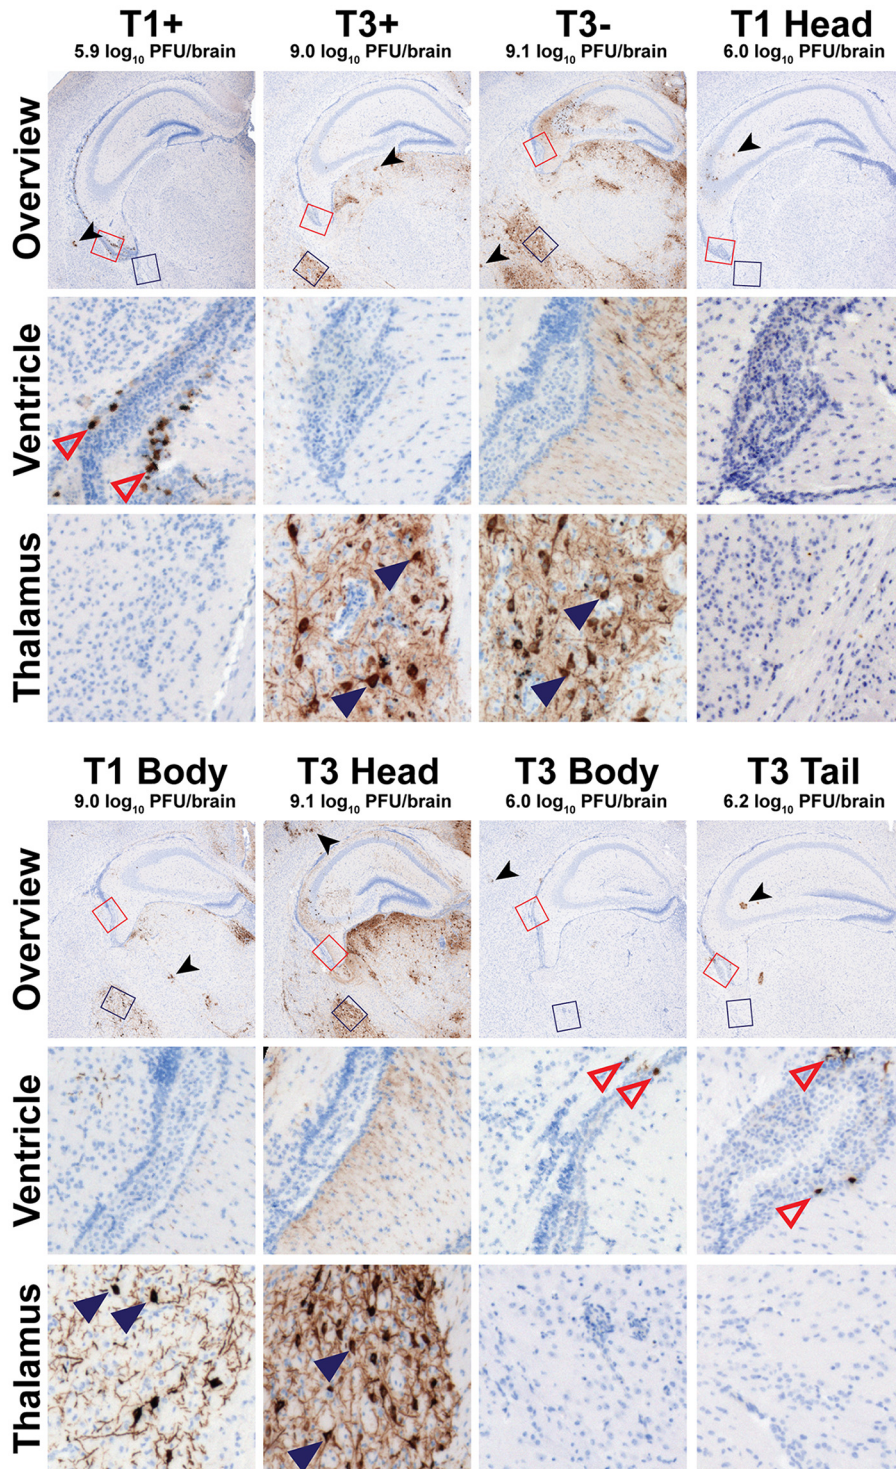 T1+ T3+ T3- T1 Head
5.9 log10 PFU/brain 9.0 log10 PFU/brain 9.1 log10 PFU/brain 6.0 log10 PFU/brain
Overview
Ventricle
Thalamus
T1 Body T3 Head T3 Body T3 Tail
9.0 log10 PFU/brain 9.1 log10 PFU/brain 6.0 log10 PFU/brain 6.2 log10 PFU/brain
Overview
Ventricle
Thalamus